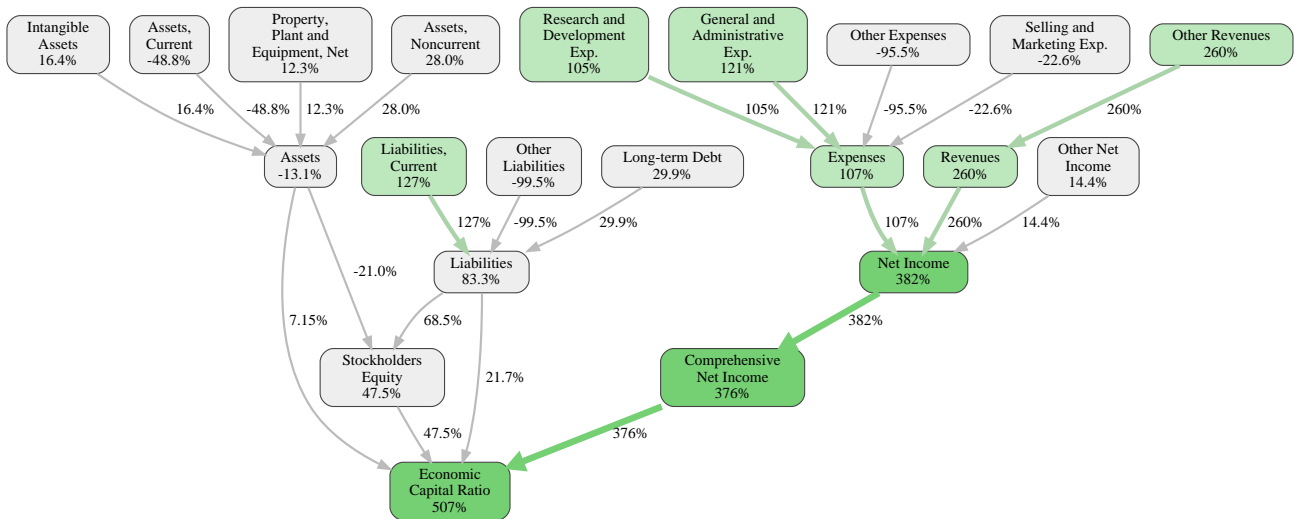 Intangible
Assets
16.4%
Assets,
Current
-48.8%
Property,
Plant and
Equipment, Net
12.3%
Assets,
Noncurrent
28.0%
Research and
Development
Exp.
105%
General and
Administrative
Exp.
121%
Other Expenses
-95.5%
Selling and
Marketing Exp.
-22.6%
Other Revenues
260%
16.4%
-48.8%
12.3%
28.0%
105%
121%
-95.5%
-22.6%
260%
Assets
-13.1%
Liabilities,
Current
127%
Other
Liabilities
-99.5%
Long-term Debt
29.9%
Expenses
107%
Revenues
260%
Other Net
Income
14.4%
127%
-99.5%
29.9%
107%
260%
14.4%
-21.0%
Liabilities
83.3%
Net Income
382%
7.15%
68.5%
382%
Stockholders
Equity
47.5%
21.7%
Comprehensive
Net Income
376%
47.5%
376%
Economic
Capital Ratio
507%